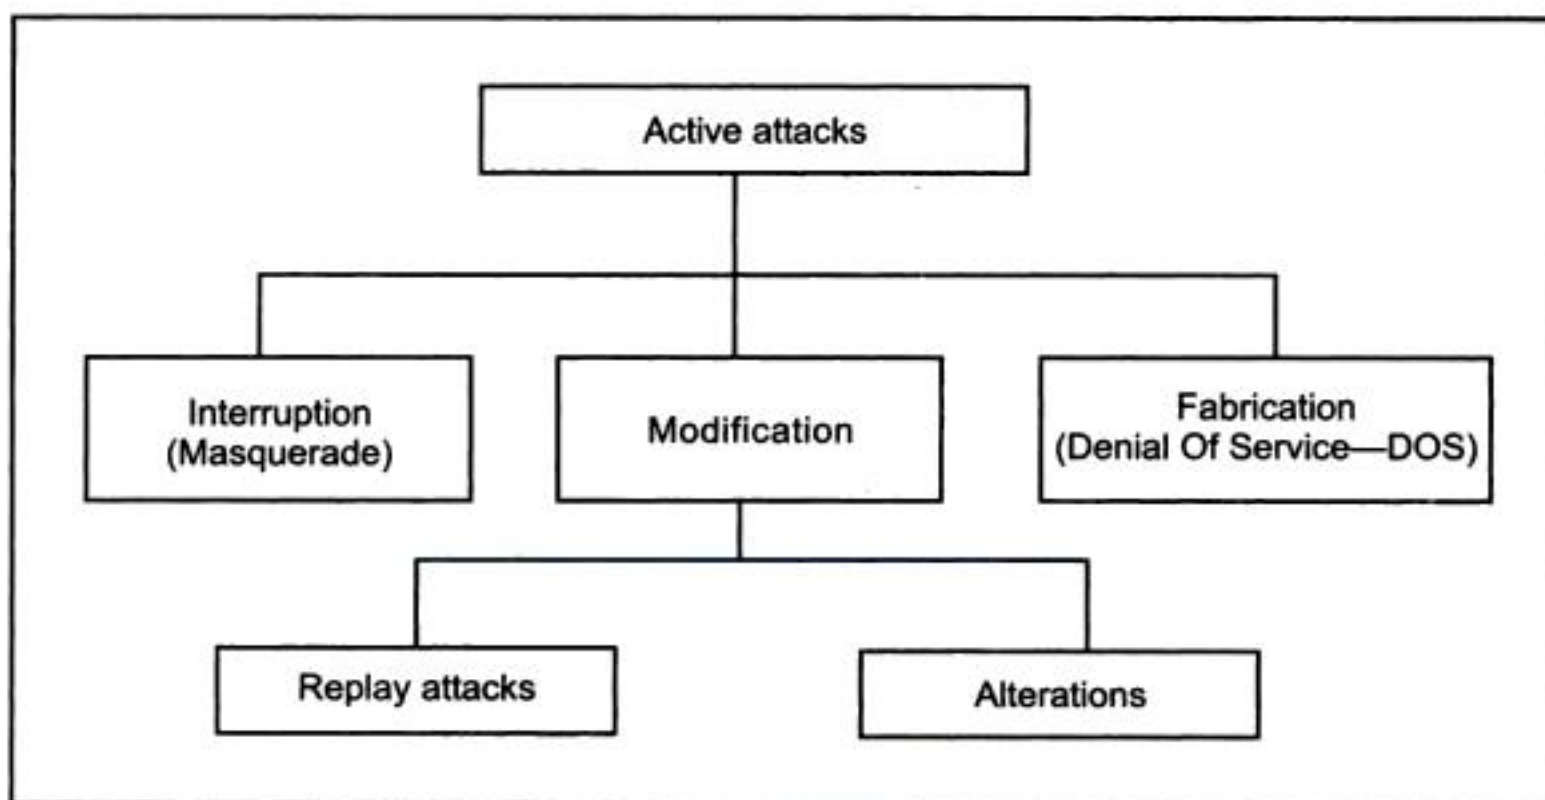 Active attacks
Interruption
(Masquerade)
Modification
Fabrication
(Denial Of Service—DOS)
Replay attacks
Alterations